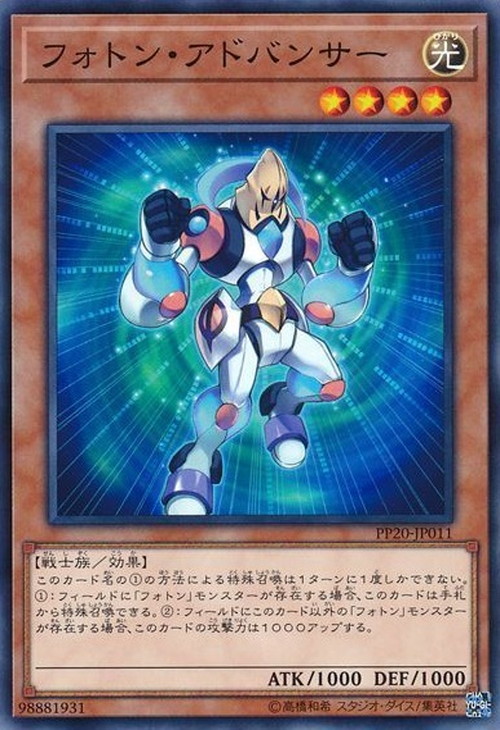 フォトン・アドバンサー
光
PP20-JP011
【戦士族／効果】
このカード名の①の方法による特殊召喚は1ターンに1度しかできない。
①：フィールドに「フォトン」モンスターが存在する場合、このカードは手札
から特殊召喚できる。②：フィールドにこのカード以外の「フォトン」モンスター
が存在する場合、このカードの攻撃力は1000アップする。
ATK/1000 DEF/1000
98881931
©高橋和希 スタジオ・ダイス/集英社